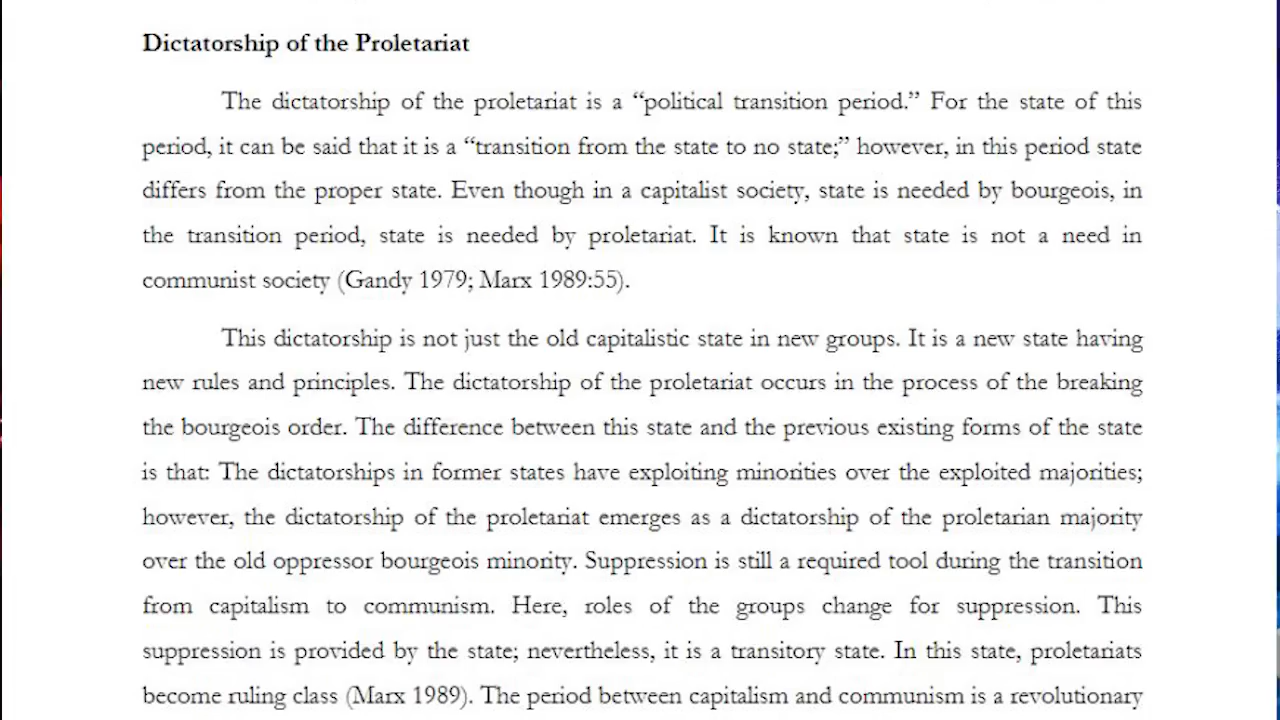 Dictatorship of the Proletariat
The dictatorship of the proletariat is a “political transition period.” For the state of this
period, it can be said that it is a “transition from the state to no state;” however, in this period state
differs from the proper state. Even though in a capitalist society, state is needed by bourgeois, in
the transition period, state is needed by proletariat. It is known that state is not a need in
communist society (Gandy 1979; Marx 1989:55).
This dictatorship is not just the old capitalistic state in new groups. It is a new state having
new rules and principles. The dictatorship of the proletariat occurs in the process of the breaking
the bourgeois order. The difference between this state and the previous existing forms of the state
is that: The dictatorships in former states have exploiting minorities over the exploited majorities;
however, the dictatorship of the proletariat emerges as a dictatorship of the proletarian majority
over the old oppressor bourgeois minority. Suppression is still a required tool during the transition
from capitalism to communism. Here, roles of the groups change for suppression. This
suppression is provided by the state; nevertheless, it is a transitory state. In this state, proletariats
become ruling class (Marx 1989). The period between capitalism and communism is a revolutionary